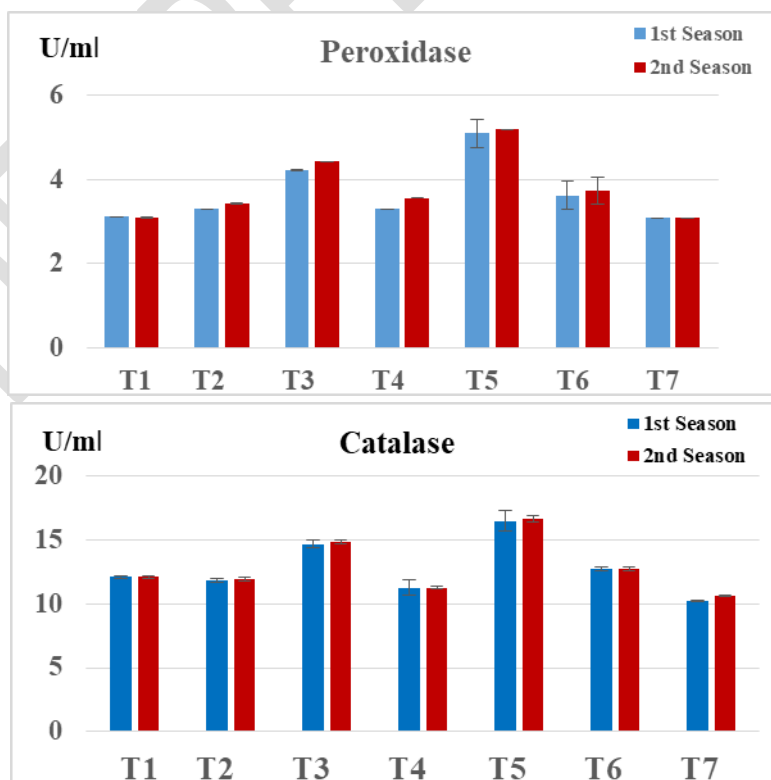 U/ml
Peroxidase
1st Season
2nd Season
6
4
2
0
T1 T2 T3 T4 T5 T6 T7
U/ml
Catalase
1st Season
2nd Season
20
15
10
5
0
T1 T2 T3 T4 T5 T6 T7